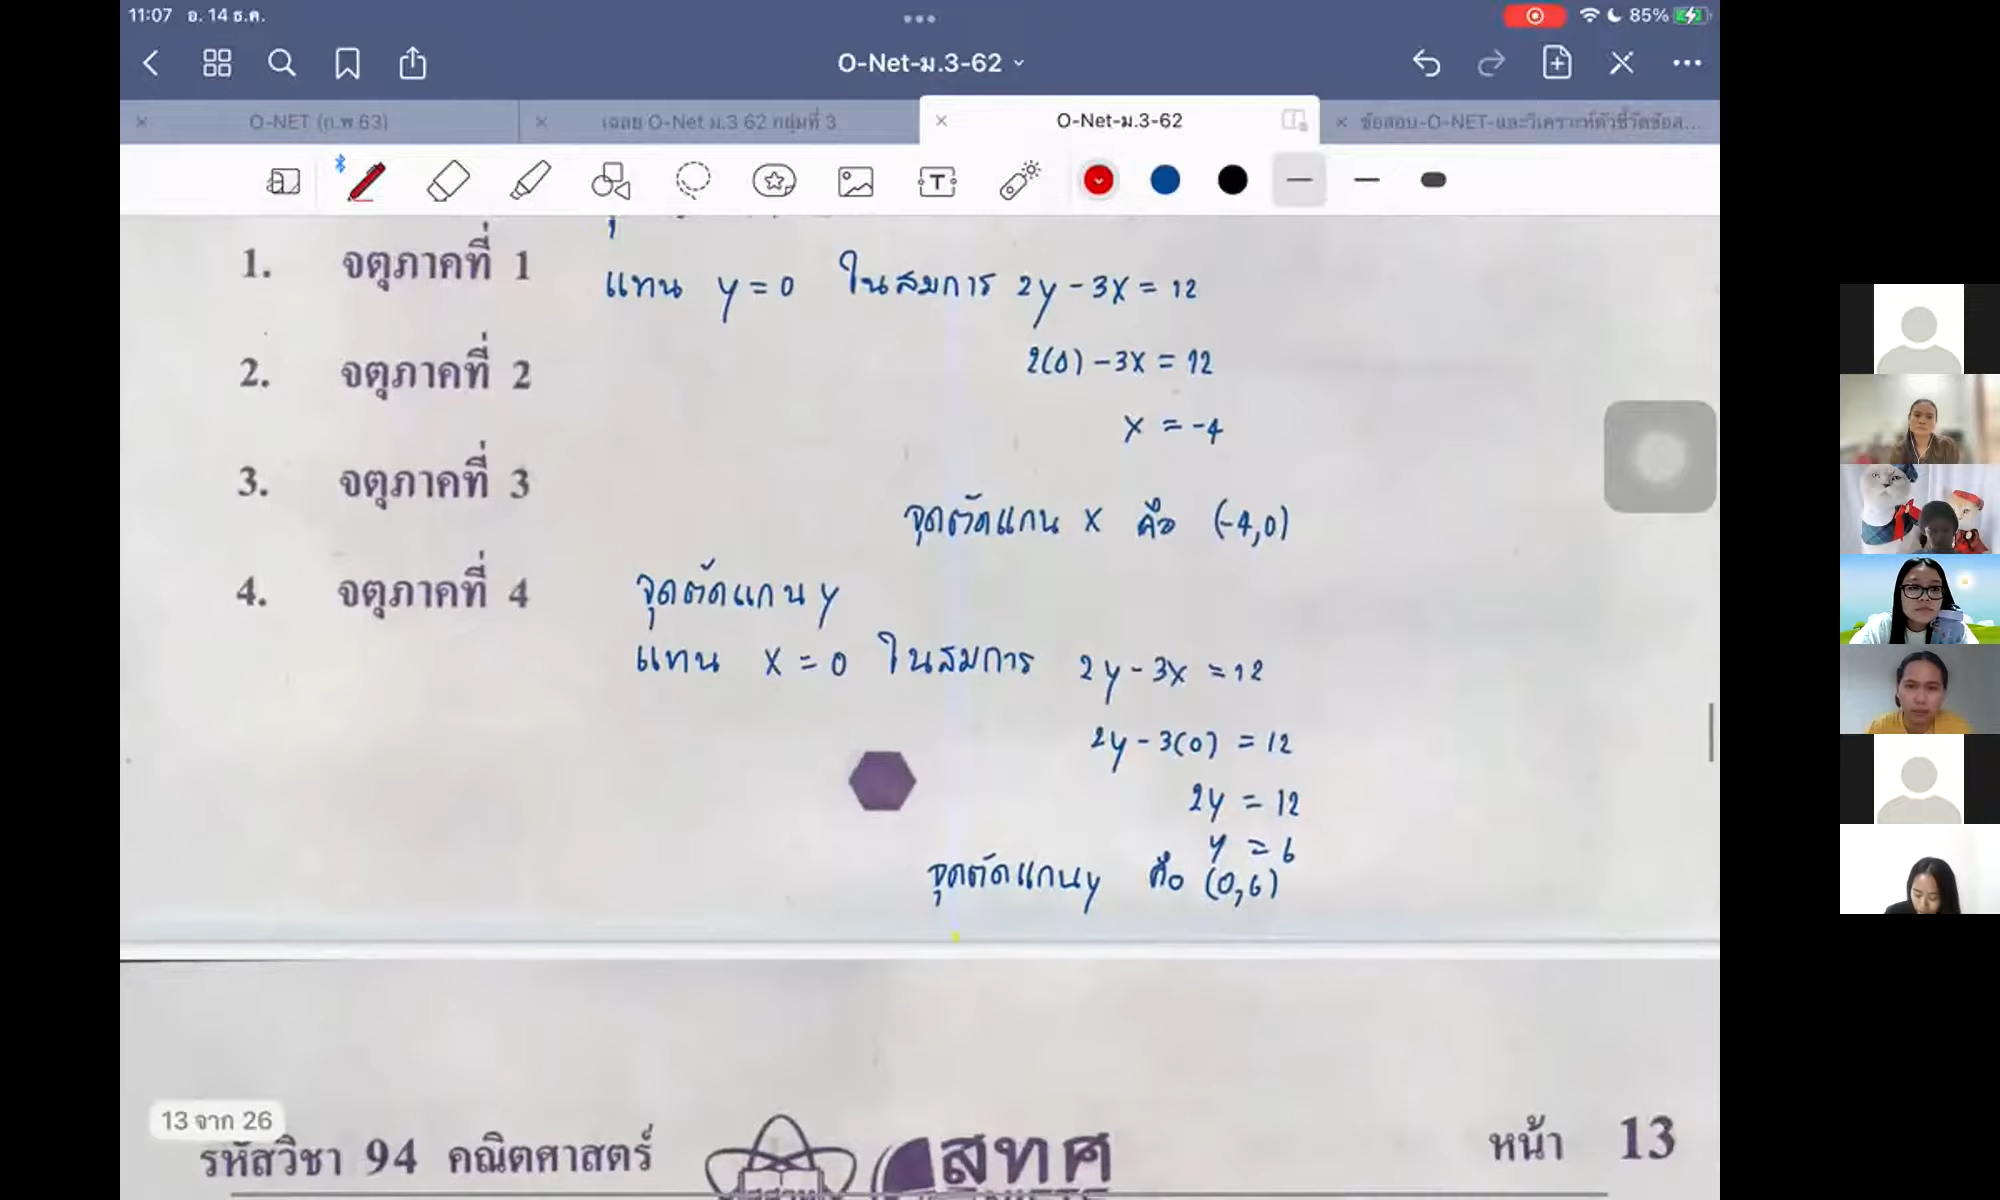 11:07 อ. 14 ธ.ค.
85%
O-Net-ม.3-62
O-NET (ก.พ.63)
เฉลย O-Net ม.3 62 กลุ่มที่ 3
O-Net-ม.3-62
ข้อสอบ-O-NET-และวิเคราะห์ตัวชี้วัดข้อส...
1. จตุภาคที่ 1
แทน y = 0 ในสมการ 2y - 3x = 12
2(0) - 3x = 12
2. จตุภาคที่ 2
x = -4
3. จตุภาคที่ 3
จุดตัดแกน x คือ (-4,0)
4. จตุภาคที่ 4
จุดตัดแกน y
แทน x = 0 ในสมการ 2y - 3x = 12
2y - 3(0) = 12
2y = 12
y = 6
จุดตัดแกน y คือ (0,6)
13 จาก 26
รหัสวิชา 94 คณิตศาสตร์
สทศ
หน้า 13